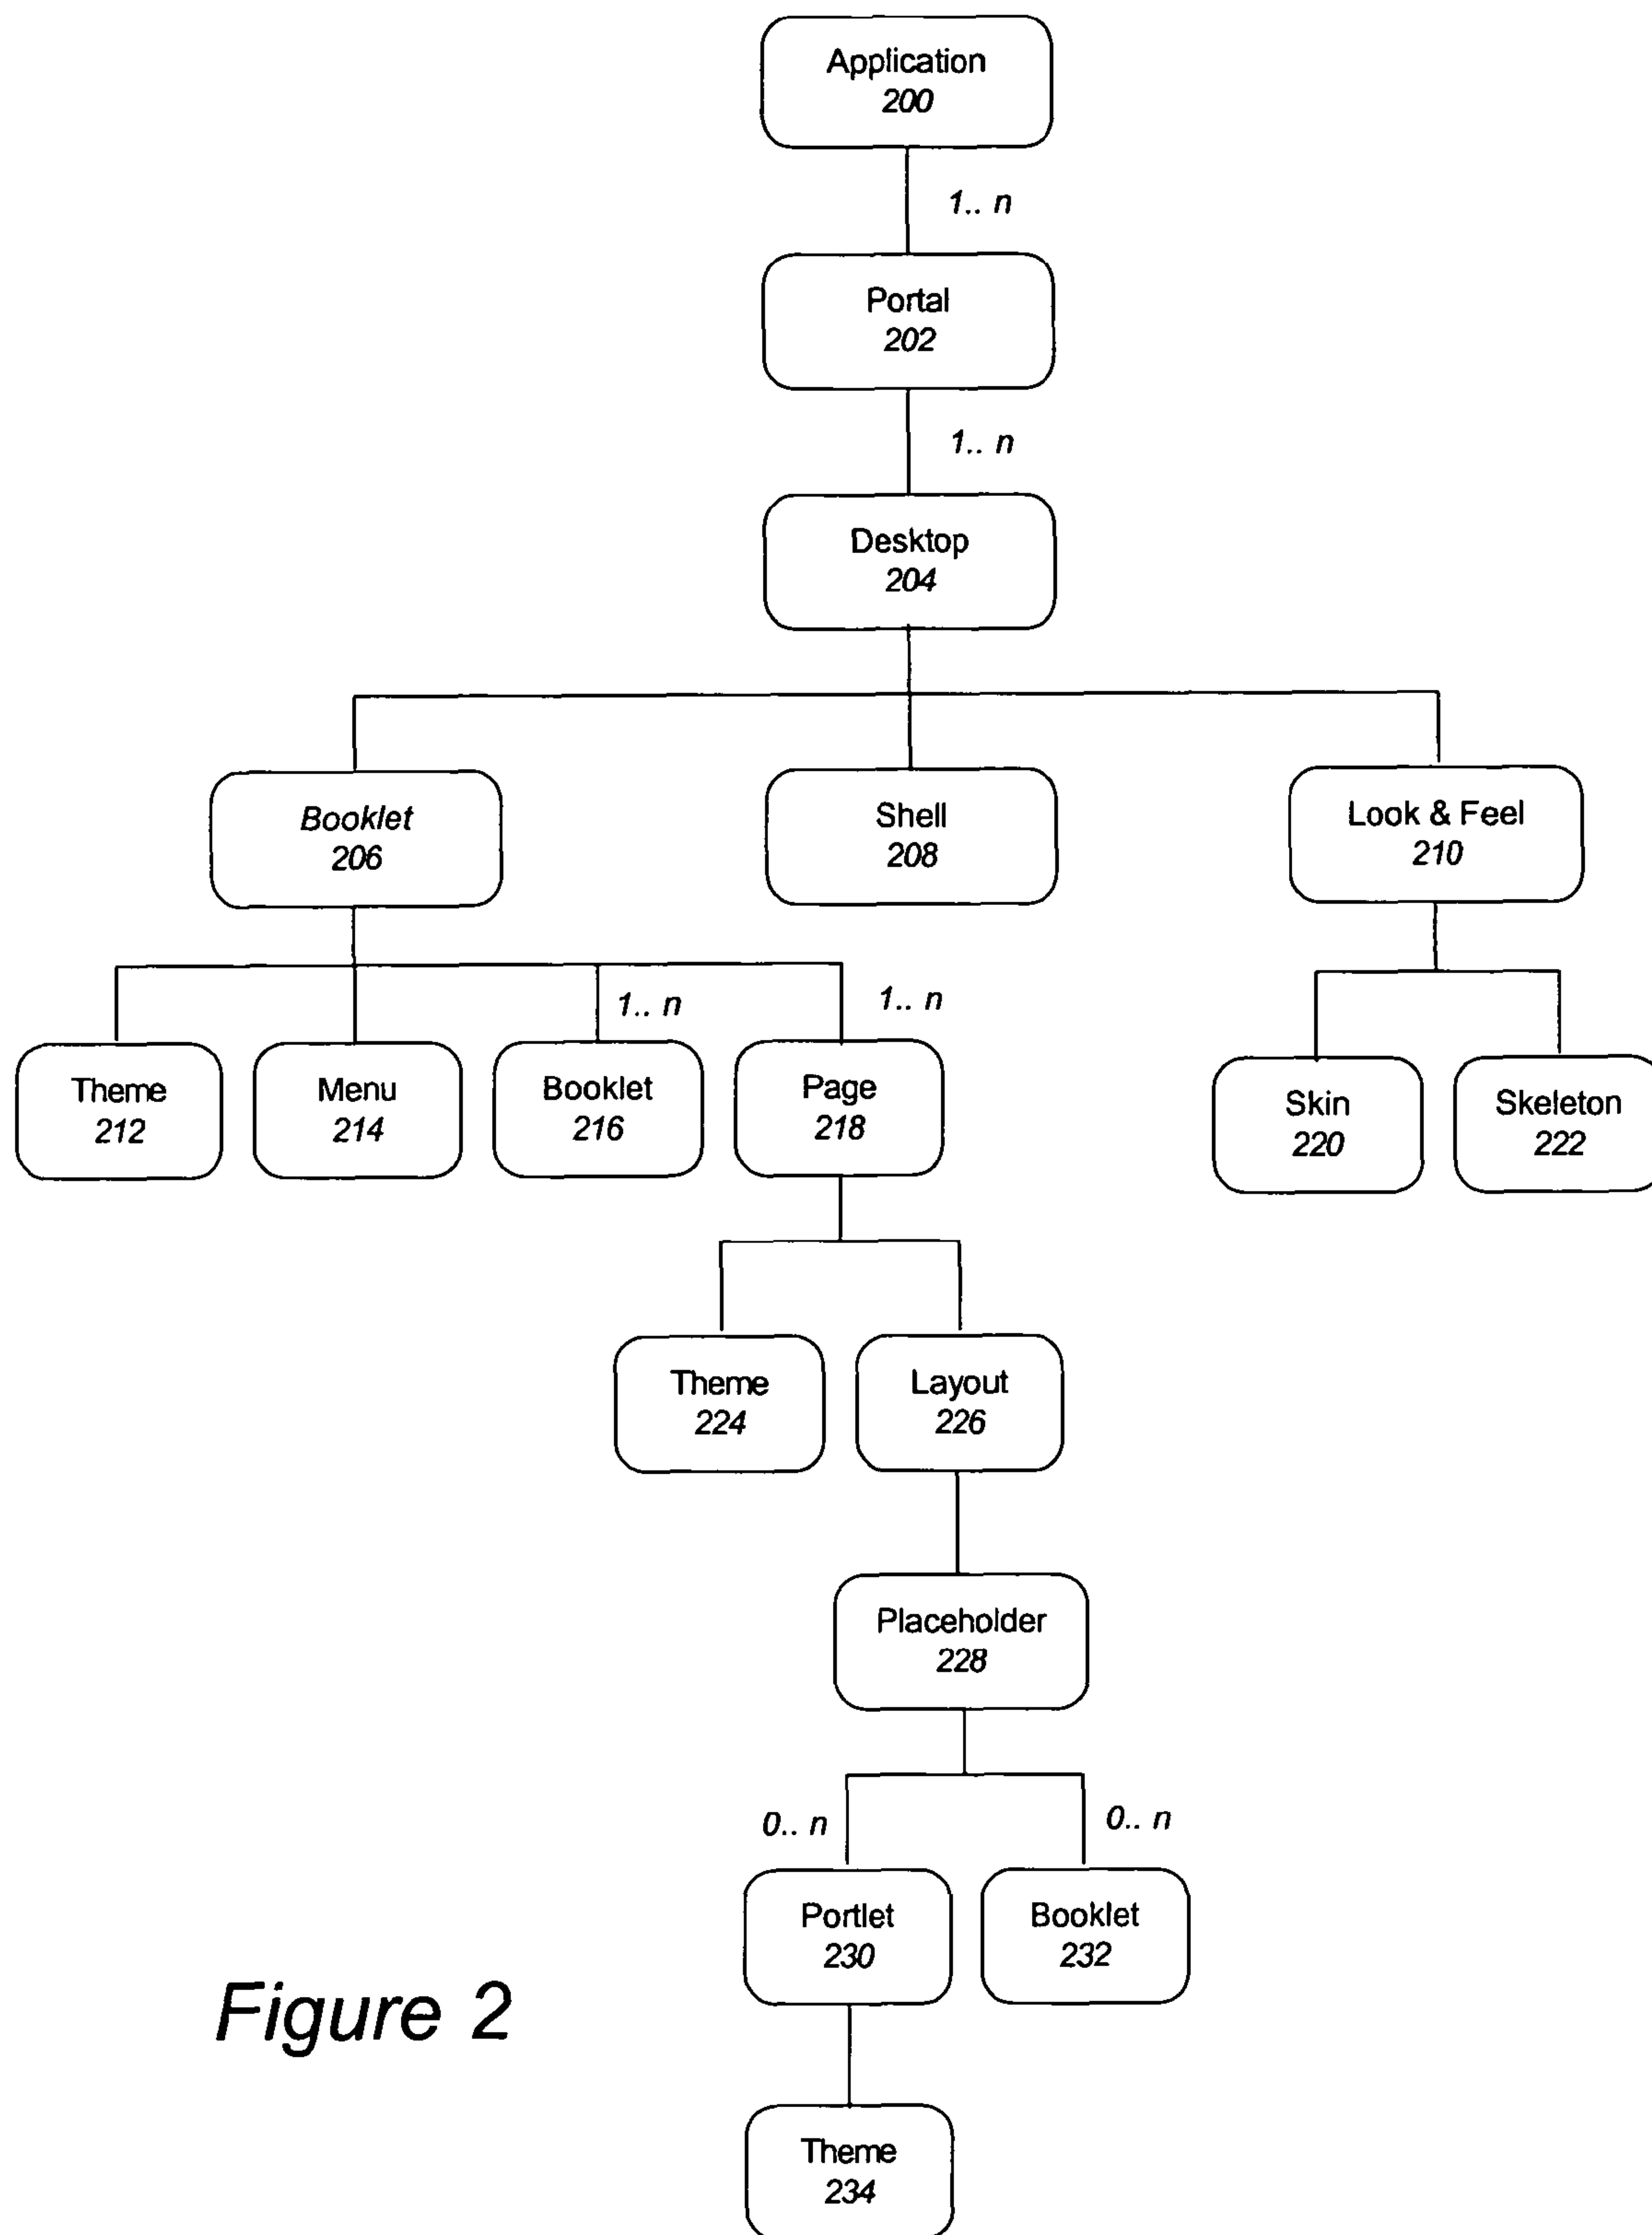 Application
200
1.. n
Portal
202
1.. n
Desktop
204
Booklet
206
Shell
208
Look & Feel
210
1.. n
1.. n
Theme
212
Menu
214
Booklet
216
Page
218
Skin
220
Skeleton
222
Theme
224
Layout
226
Placeholder
228
0.. n
0.. n
Portlet
230
Booklet
232
Figure 2
Theme
234